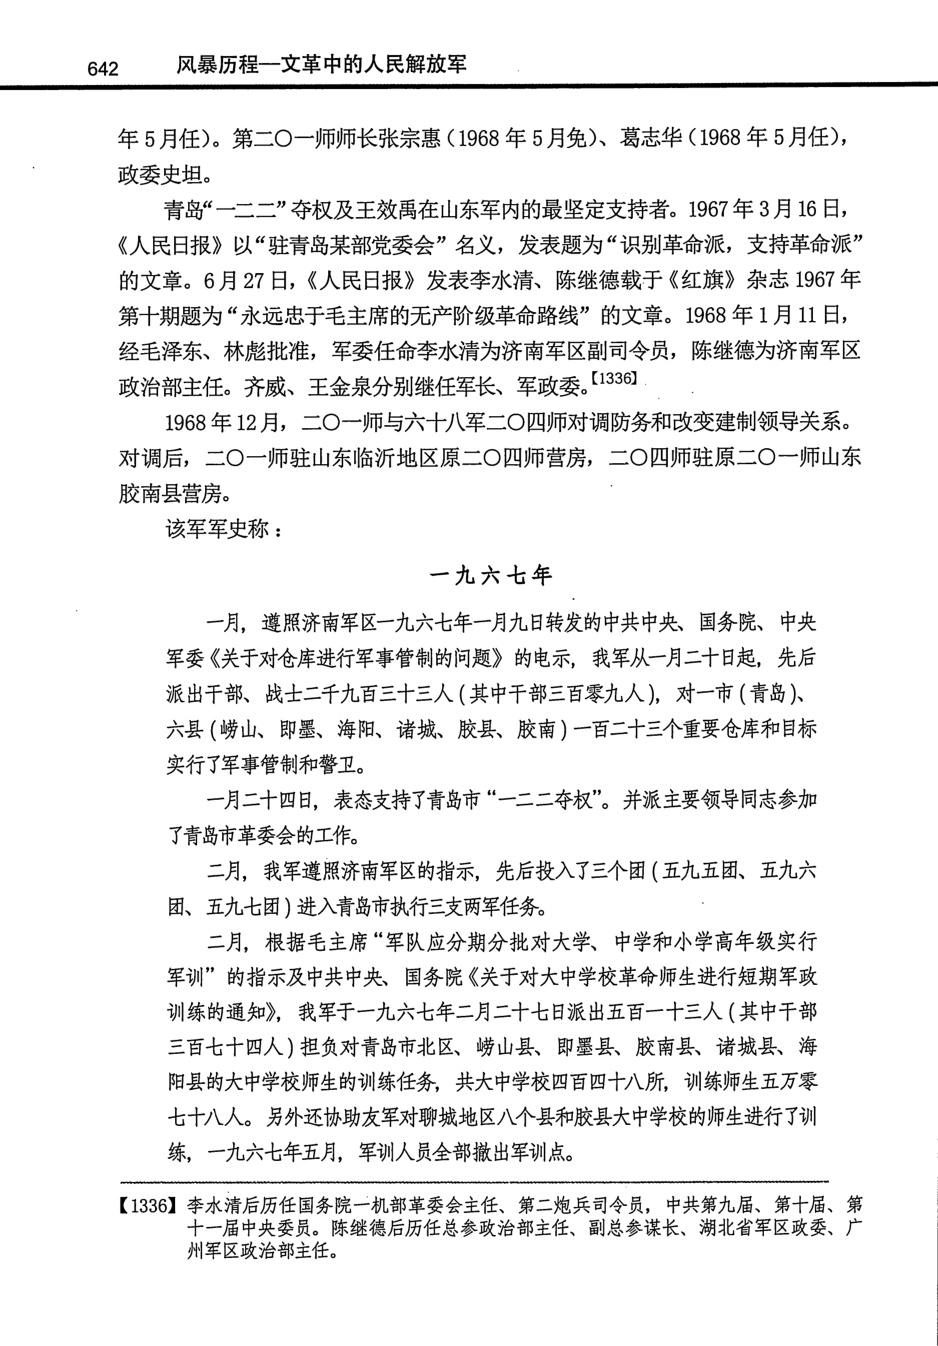 642 风暴历程—文革中的人民解放军
年5月任)。第二〇一师师长张宗惠(1968年5月免)、葛志华(1968年5月任),
政委史坦。
青岛“一二二”夺权及王效禹在山东军内的最坚定支持者。1967年3月16日,
《人民日报》以“驻青岛某部党委会”名义,发表题为“识别革命派,支持革命派”
的文章。6月27日,《人民日报》发表李水清、陈继德载于《红旗》杂志1967年
第十期题为“永远忠于毛主席的无产阶级革命路线”的文章。1968年1月11日,
经毛泽东、林彪批准,军委任命李水清为济南军区副司令员,陈继德为济南军区
政治部主任。齐威、王金泉分别继任军长、军政委。【1336】
1968年12月,二〇一师与六十八军二〇四师对调防务和改变建制领导关系。
对调后,二〇一师驻山东临沂地区原二〇四师营房,二〇四师驻原二〇一师山东
胶南县营房。
该军军史称:
一九六七年
一月,遵照济南军区一九六七年一月九日转发的中共中央、国务院、中央
军委《关于对仓库进行军事管制的问题》的电示,我军从一月二十日起,先后
派出干部、战士二千九百三十三人(其中干部三百零九人),对一市(青岛)、
六县(崂山、即墨、海阳、诸城、胶县、胶南)一百二十三个重要仓库和目标
实行了军事管制和警卫。
一月二十四日,表态支持了青岛市“一二二夺权”。并派主要领导同志参加
了青岛市革委会的工作。
二月,我军遵照济南军区的指示,先后投入了三个团(五九五团、五九六
团、五九七团)进入青岛市执行三支两军任务。
二月,根据毛主席“军队应分期分批对大学、中学和小学高年级实行
军训”的指示及中共中央、国务院《关于对大中学校革命师生进行短期军政
训练的通知》,我军于一九六七年二月二十七日派出五百一十三人(其中干部
三百七十四人)担负对青岛市北区、崂山县、即墨县、胶南县、诸城县、海
阳县的大中学校师生的训练任务,共大中学校四百四十八所,训练师生五万零
七十八人。另外还协助友军对聊城地区八个县和胶县大中学校的师生进行了训
练,一九六七年五月,军训人员全部撤出军训点。
【1336】李水清后历任国务院一机部革委会主任、第二炮兵司令员,中共第九届、第十届、第
十一届中央委员。陈继德后历任总参政治部主任、副总参谋长、湖北省军区政委、广
州军区政治部主任。